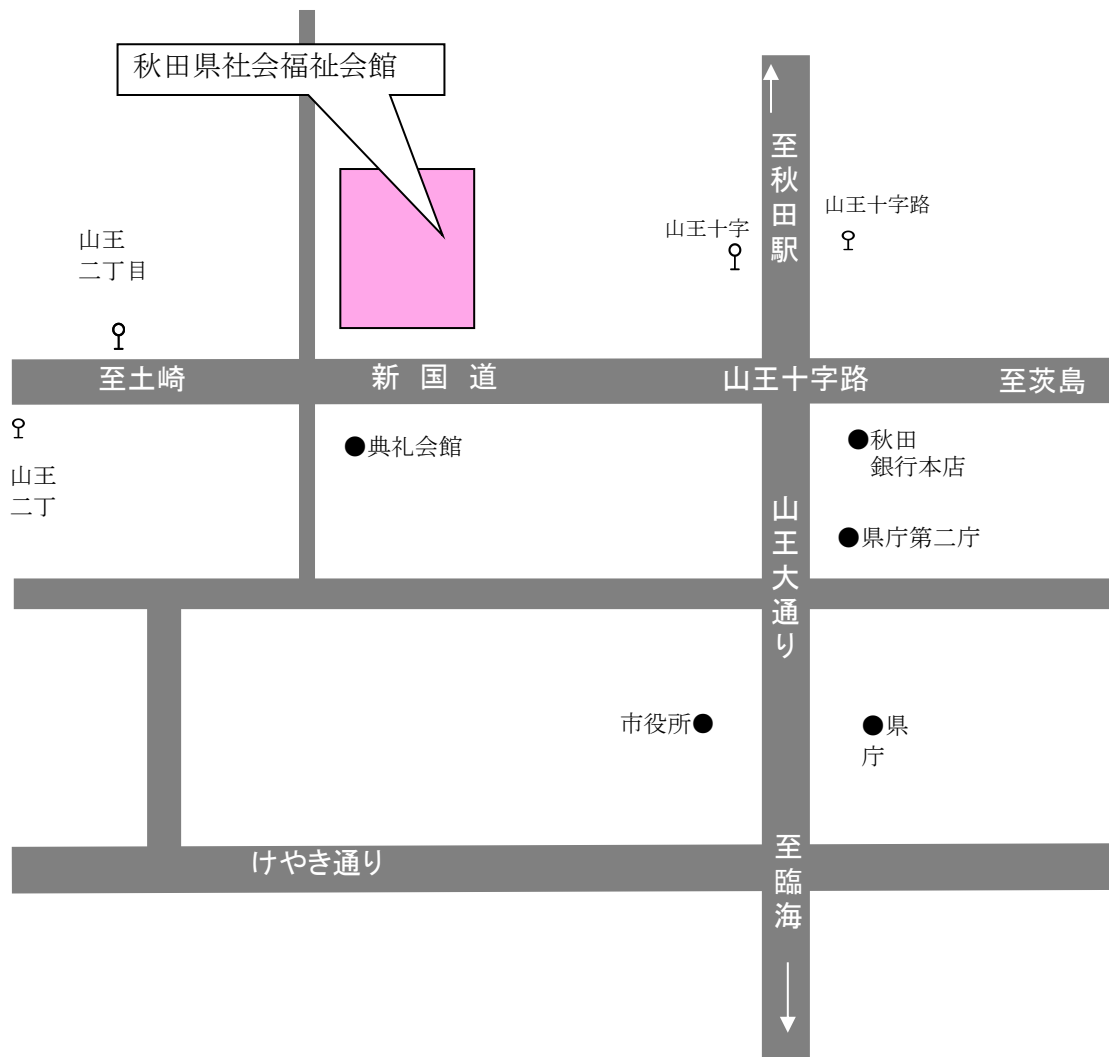 秋田県社会福祉会館
至秋田駅
山王十字路
山王十字
山王
二丁目
至土崎
新国道
山王十字路
至茨島
山王
二丁
●典礼会館
●秋田
銀行本店
山王大通り
●県庁第二庁
市役所●
●県
庁
けやき通り
至臨海